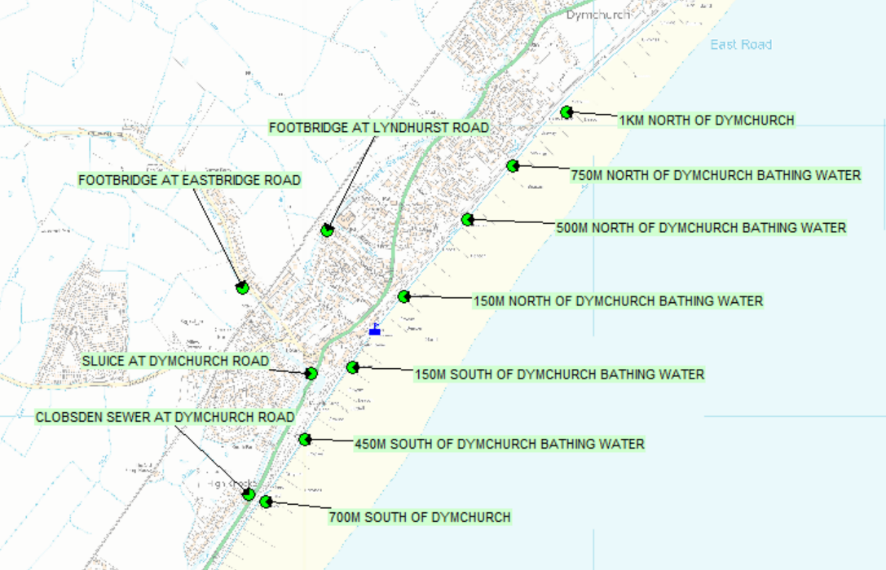 Dymchurch
East Road
1KM NORTH OF DYMCHURCH
FOOTBRIDGE AT LYNDHURST ROAD
750M NORTH OF DYMCHURCH BATHING WATER
FOOTBRIDGE AT EASTBRIDGE ROAD
500M NORTH OF DYMCHURCH BATHING WATER
150M NORTH OF DYMCHURCH BATHING WATER
SLUICE AT DYMCHURCH ROAD
150M SOUTH OF DYMCHURCH BATHING WATER
CLOBSDEN SEWER AT DYMCHURCH ROAD
450M SOUTH OF DYMCHURCH BATHING WATER
700M SOUTH OF DYMCHURCH